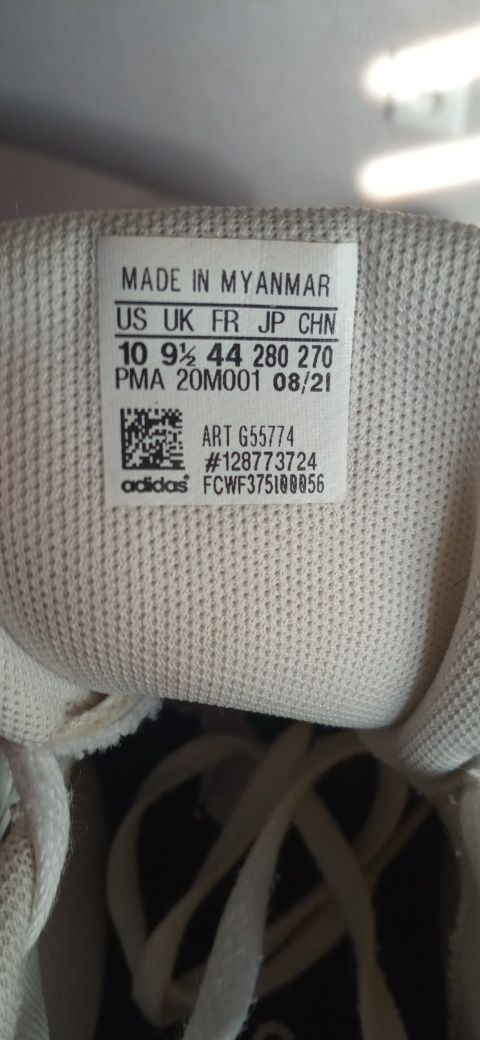 MADE IN MYANMAR
US UK FR JP CHN
10 9½ 44 280 270
PMA 20M001 08/21
ART G55774
#128773724
adidas FCWF375100056